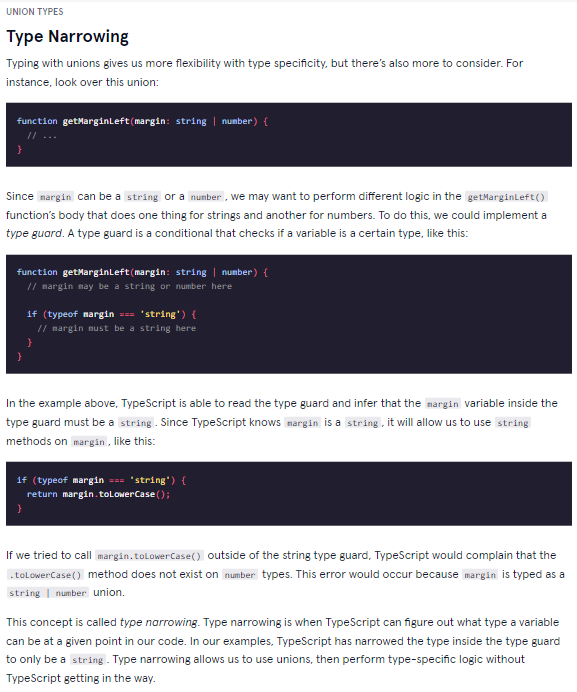 UNION TYPES
Type Narrowing
Typing with unions gives us more flexibility with type specificity, but there's also more to consider. For
instance, look over this union:
function getMarginLeft(margin: string | number) {
  // ...
}
Since margin can be a string or a number , we may want to perform different logic in the getMarginLeft()
function's body that does one thing for strings and another for numbers. To do this, we could implement a
type guard. A type guard is a conditional that checks if a variable is a certain type, like this:
function getMarginLeft(margin: string | number) {
  // margin may be a string or number here
  if (typeof margin === 'string') {
    // margin must be a string here
  }
}
In the example above, TypeScript is able to read the type guard and infer that the margin variable inside the
type guard must be a string . Since TypeScript knows margin is a string , it will allow us to use string
methods on margin , like this:
if (typeof margin === 'string') {
  return margin.toLowerCase();
}
If we tried to call margin.toLowerCase() outside of the string type guard, TypeScript would complain that the
.toLowerCase() method does not exist on number types. This error would occur because margin is typed as a
string | number union.
This concept is called type narrowing. Type narrowing is when TypeScript can figure out what type a variable
can be at a given point in our code. In our examples, TypeScript has narrowed the type inside the type guard
to only be a string . Type narrowing allows us to use unions, then perform type-specific logic without
TypeScript getting in the way.